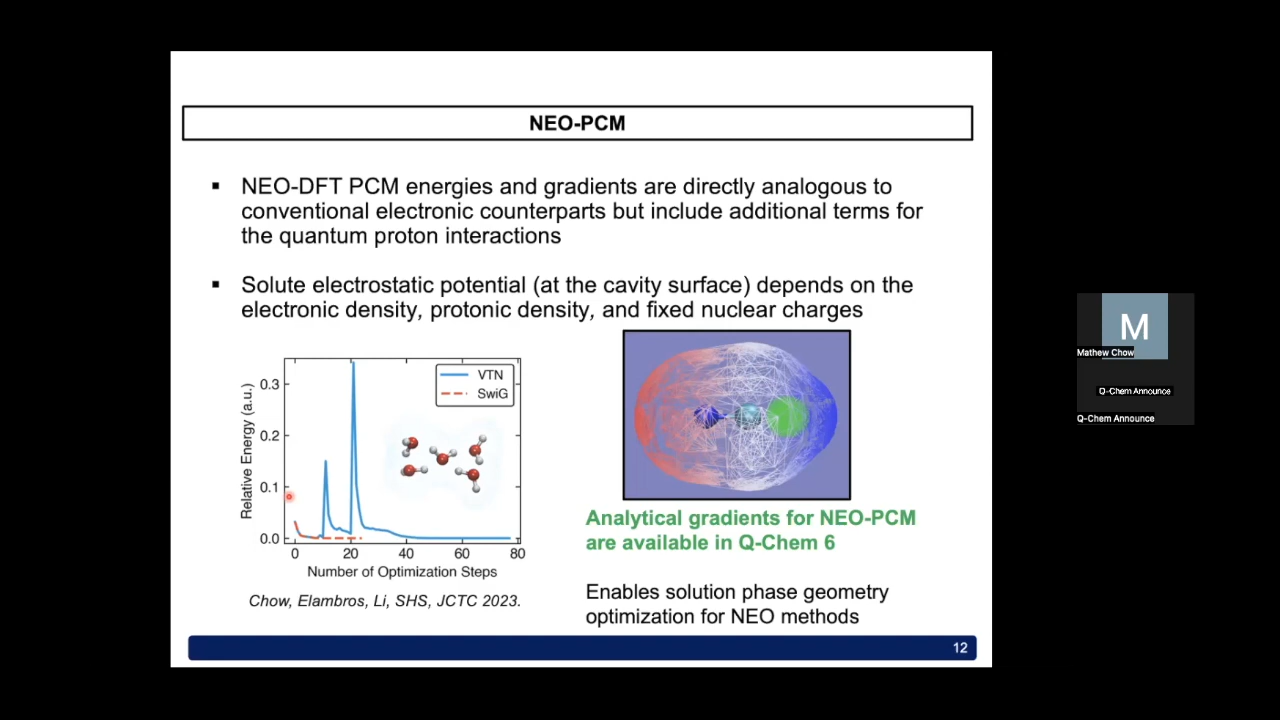 NEO-PCM
▪ NEO-DFT PCM energies and gradients are directly analogous to
conventional electronic counterparts but include additional terms for
the quantum proton interactions
▪ Solute electrostatic potential (at the cavity surface) depends on the
electronic density, protonic density, and fixed nuclear charges
Relative Energy (a.u.)
0.3
0.2
0.1
0.0
VTN
SwiG
0 20 40 60 80
Number of Optimization Steps
Chow, Elambros, Li, SHS, JCTC 2023.
Analytical gradients for NEO-PCM
are available in Q-Chem 6
Enables solution phase geometry
optimization for NEO methods
12
M
Mathew Chow
Q-Chem Announce
Q-Chem Announce